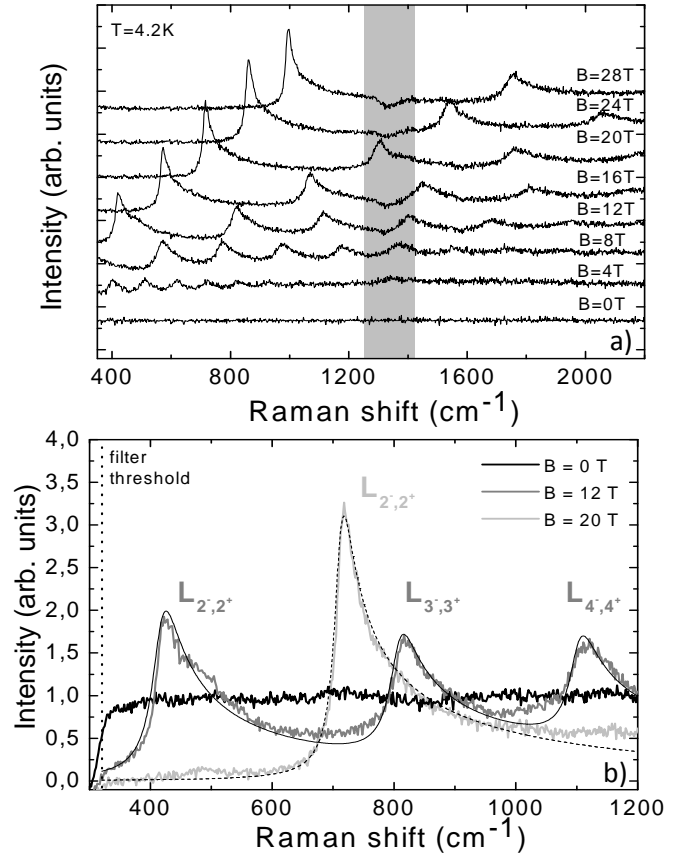 T=4.2K
B=28T
B=24T
B=20T
B=16T
B=12T
B=8T
B=4T
B=0T
a)
Intensity (arb. units)
400 800 1200 1600 2000
Raman shift (cm⁻¹)
4,0
3,5
3,0
2,5
2,0
1,5
1,0
0,5
0,0
filter
threshold
B = 0 T
B = 12 T
B = 20 T
L₂⁻,₂⁺
L₂⁻,₂⁺
L₃⁻,₃⁺
L₄⁻,₄⁺
b)
Intensity (arb. units)
400 600 800 1000 1200
Raman shift (cm⁻¹)